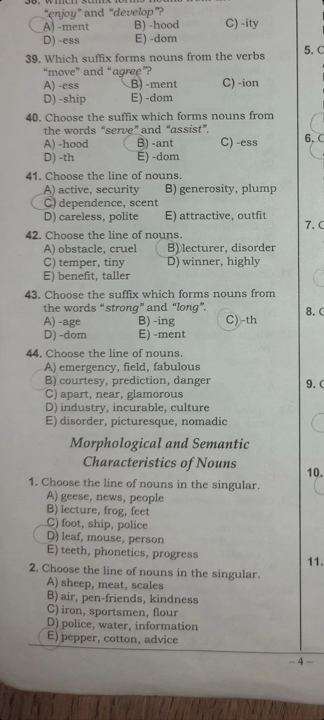 38. Which suffix forms nouns from
"enjoy" and "develop"?
A) -ment B) -hood C) -ity
D) -ess E) -dom
39. Which suffix forms nouns from the verbs
"move" and "agree"?
A) -ess B) -ment C) -ion
D) -ship E) -dom
40. Choose the suffix which forms nouns from
the words "serve" and "assist".
A) -hood B) -ant C) -ess
D) -th E) -dom
41. Choose the line of nouns.
A) active, security B) generosity, plump
C) dependence, scent
D) careless, polite E) attractive, outfit
42. Choose the line of nouns.
A) obstacle, cruel B) lecturer, disorder
C) temper, tiny D) winner, highly
E) benefit, taller
43. Choose the suffix which forms nouns from
the words "strong" and "long".
A) -age B) -ing C) -th
D) -dom E) -ment
44. Choose the line of nouns.
A) emergency, field, fabulous
B) courtesy, prediction, danger
C) apart, near, glamorous
D) industry, incurable, culture
E) disorder, picturesque, nomadic
Morphological and Semantic
Characteristics of Nouns
1. Choose the line of nouns in the singular.
A) geese, news, people
B) lecture, frog, feet
C) foot, ship, police
D) leaf, mouse, person
E) teeth, phonetics, progress
2. Choose the line of nouns in the singular.
A) sheep, meat, scales
B) air, pen-friends, kindness
C) iron, sportsmen, flour
D) police, water, information
E) pepper, cotton, advice
– 4 –
5. C
6. C
7. C
8. C
9. C
10.
11.